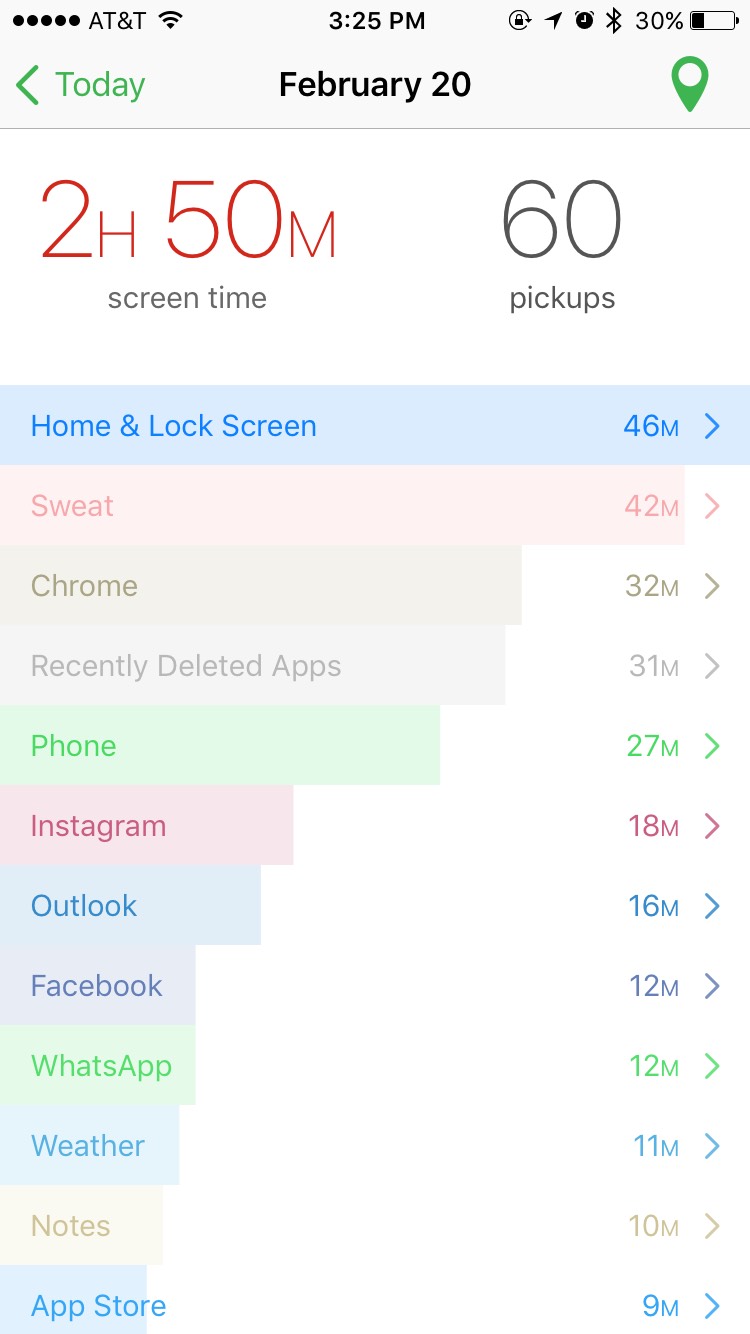 AT&T 3:25 PM 30%
Today February 20
2H 50M 60
screen time pickups
Home & Lock Screen 46M
Sweat 42M
Chrome 32M
Recently Deleted Apps 31M
Phone 27M
Instagram 18M
Outlook 16M
Facebook 12M
WhatsApp 12M
Weather 11M
Notes 10M
App Store 9M